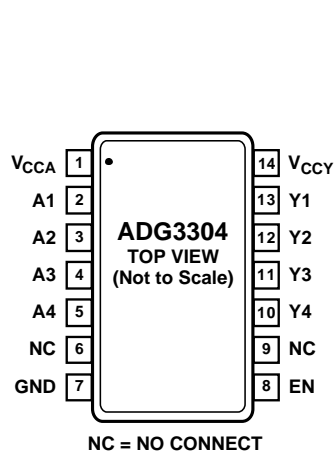 VCCA 1 14 VCCY
A1 2 13 Y1
A2 3 ADG3304 12 Y2
TOP VIEW
A3 4 (Not to Scale) 11 Y3
A4 5 10 Y4
NC 6 9 NC
GND 7 8 EN
NC = NO CONNECT